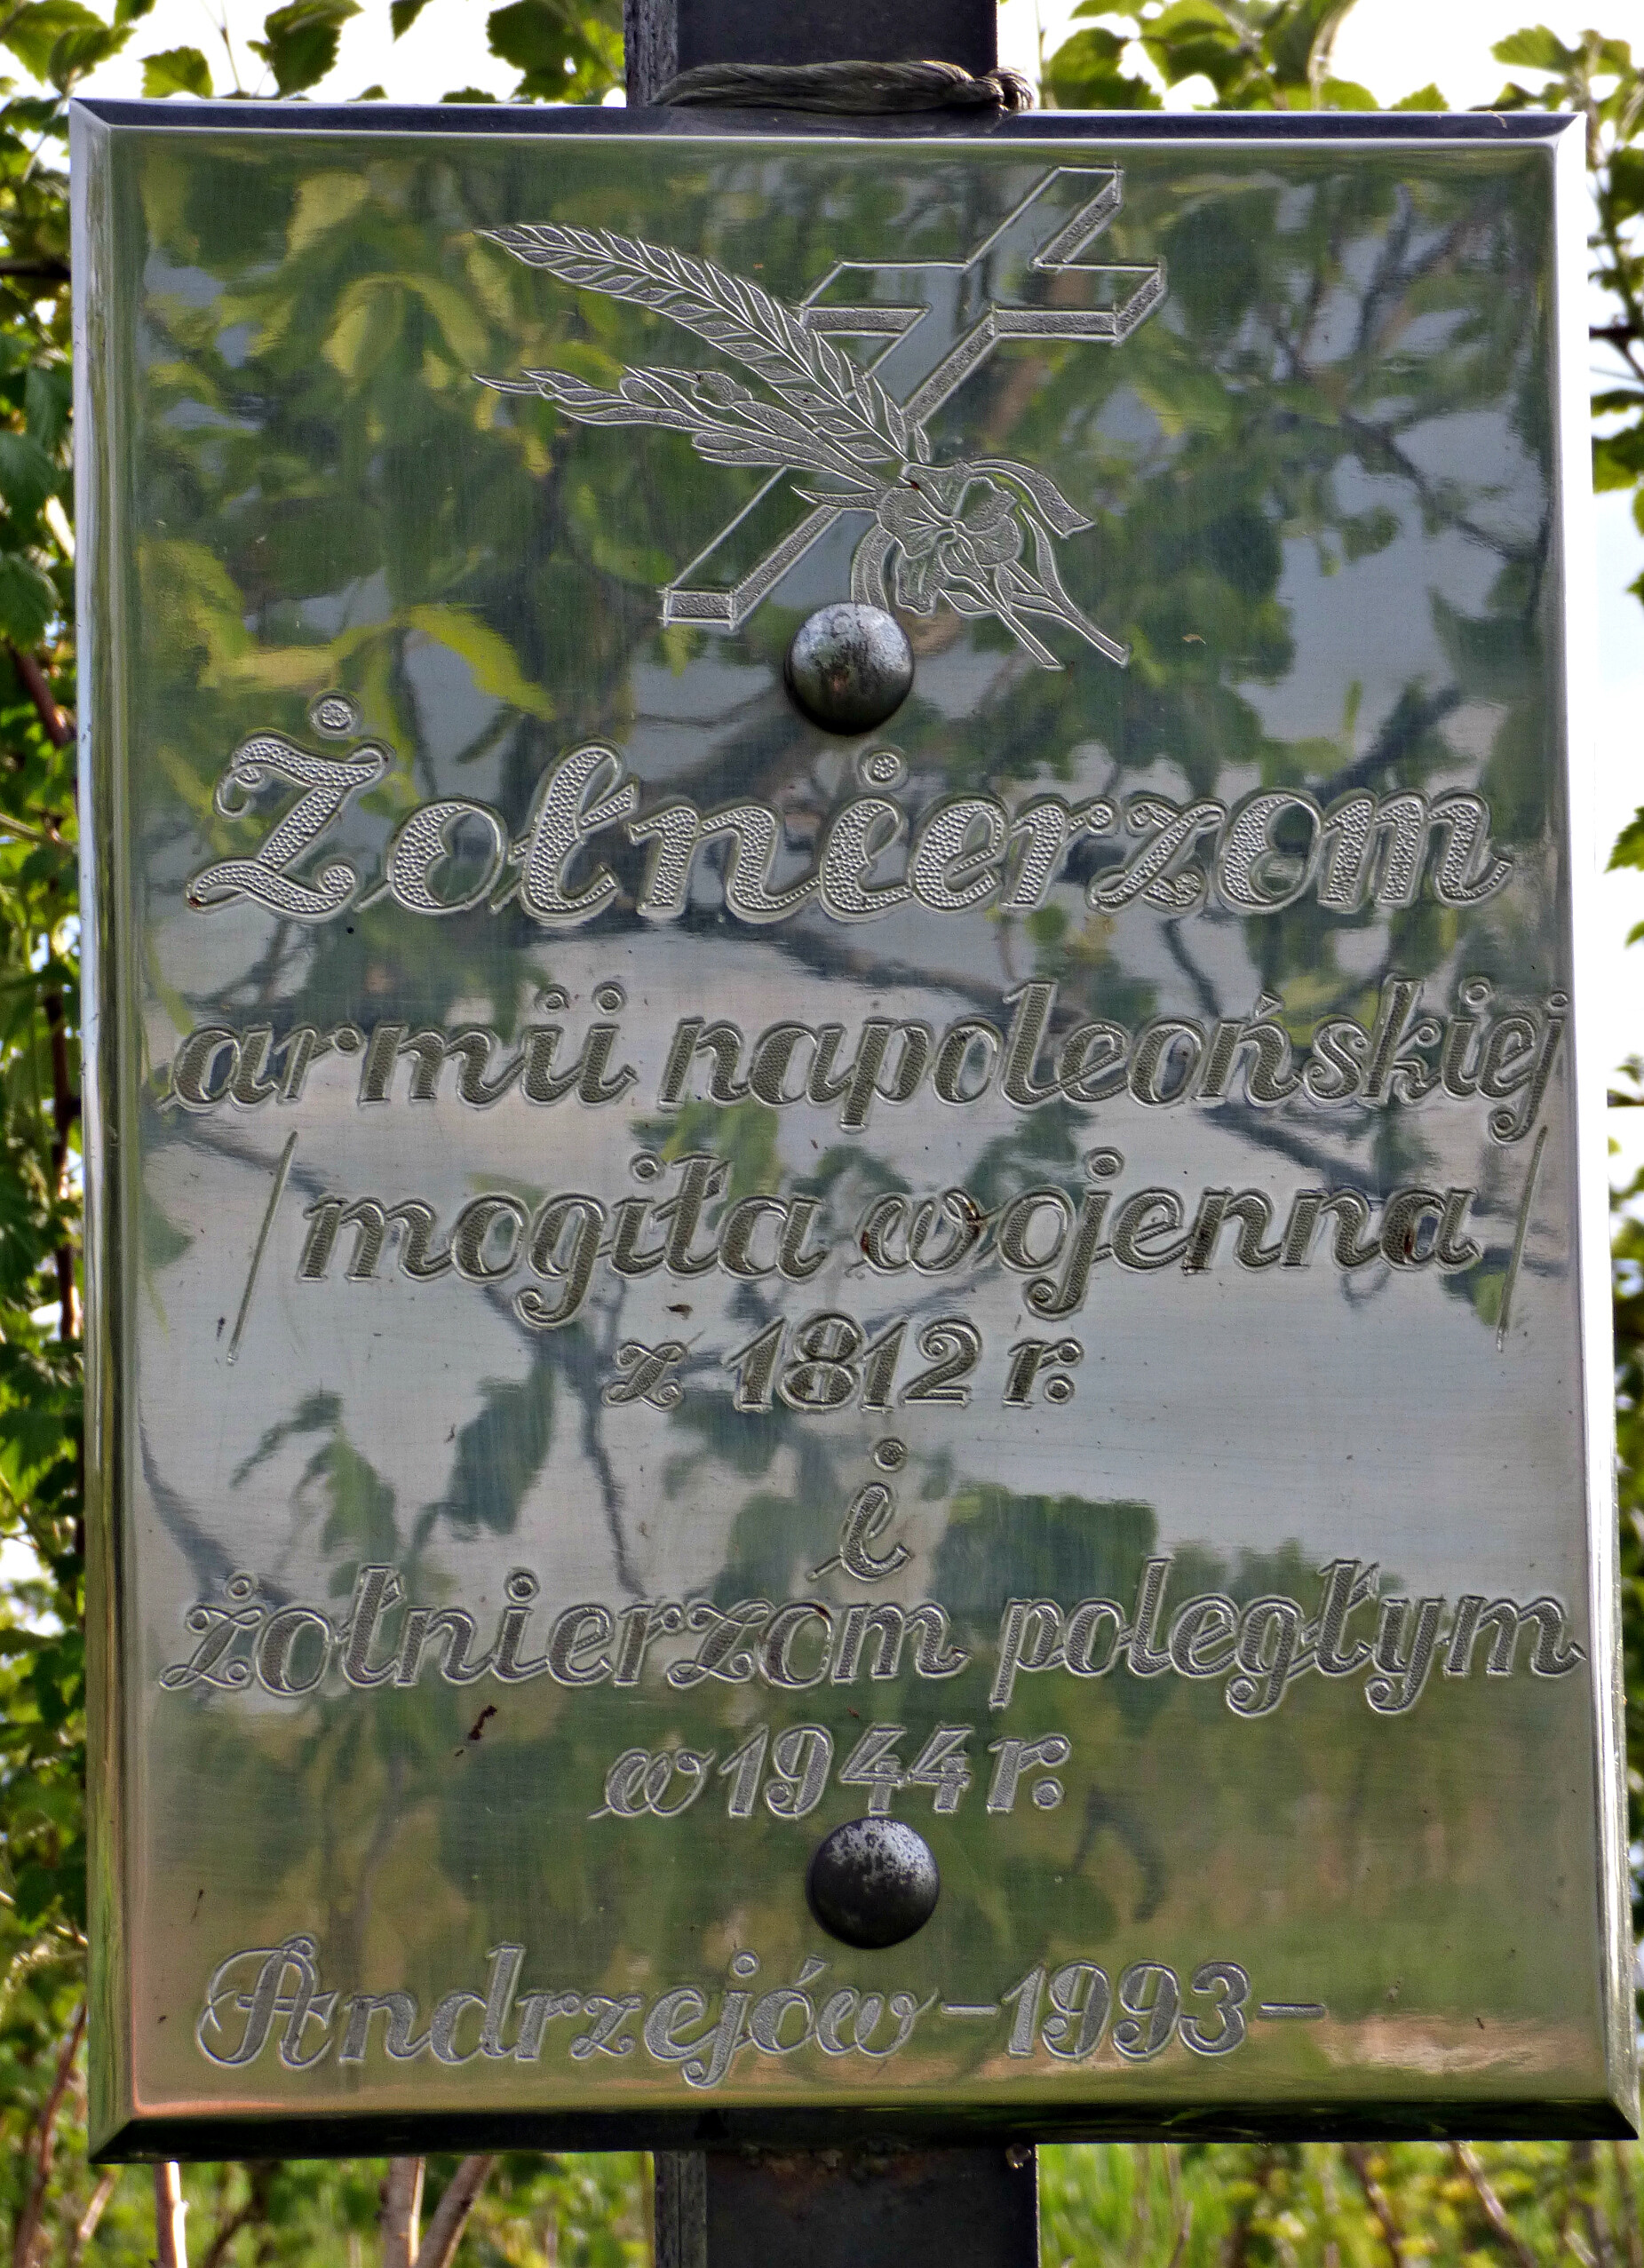 Żołnierzom
armii napoleońskiej
/mogiła wojenna/
z 1812 r.
i
żołnierzom poległym
w 1944 r.
Andrzejów -1993-